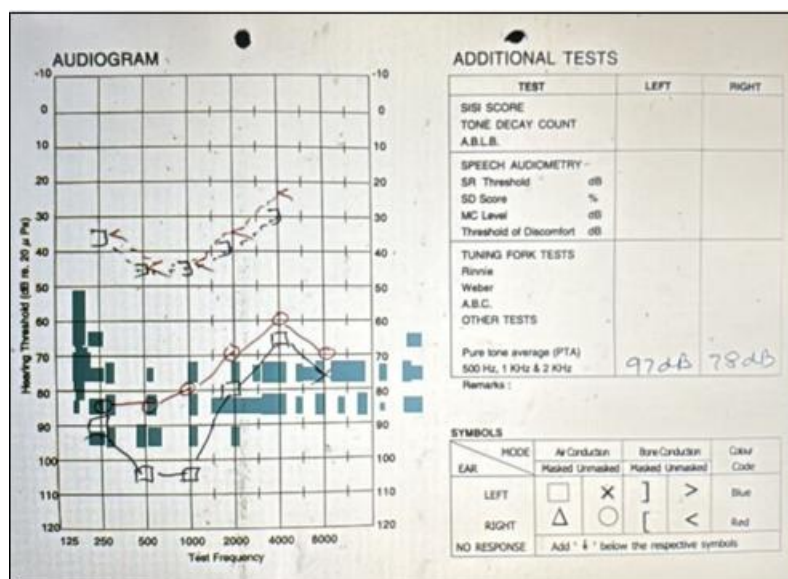 AUDIOGRAM
-10 -10
0 0
10 10
20 20
30 30
40 40
50 50
60 60
70 70
80 80
90 90
100 100
110 110
120 120
Hearing Threshold (dB re. 20 μ Pa)
125 250 500 1000 2000 4000 8000
Test Frequency
ADDITIONAL TESTS
TEST LEFT RIGHT
SISI SCORE
TONE DECAY COUNT
A.B.L.B.
SPEECH AUDIOMETRY -
SR Threshold dB
SD Score %
MC Level dB
Threshold of Discomfort dB
TUNING FORK TESTS
Rinnie
Weber
A.B.C.
OTHER TESTS
Pure tone average (PTA)
500 Hz, 1 KHz & 2 KHz 97dB 78dB
Remarks :
SYMBOLS
MODE Air Conduction Bone Conduction Colour
EAR Masked Unmasked Masked Unmasked Code
LEFT □ × ] > Blue
RIGHT Δ ○ [ < Red
NO RESPONSE Add " ↓ " below the respective symbols